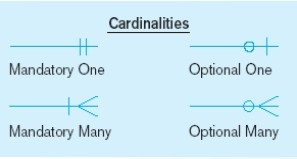 Cardinalities
Mandatory One
Optional One
Mandatory Many
Optional Many